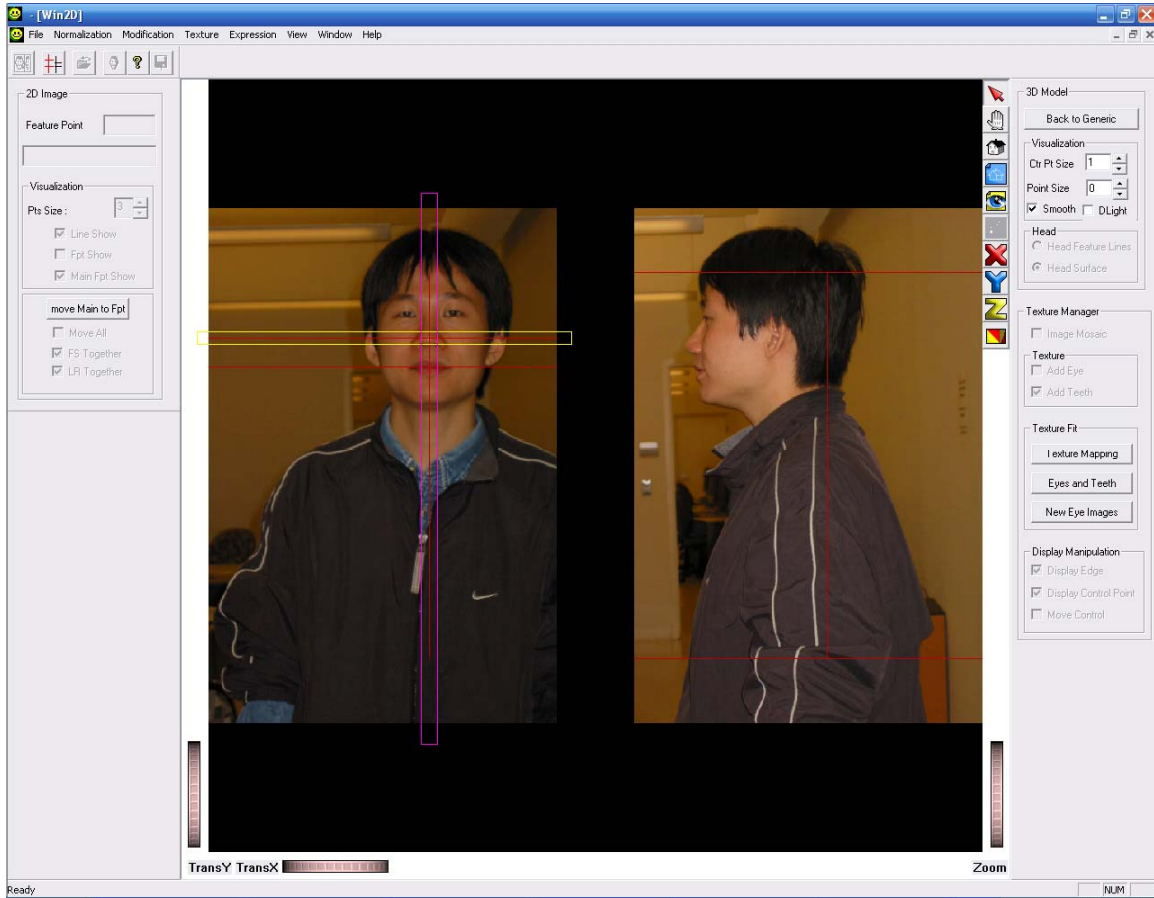 - [Win2D]
File Normalization Modification Texture Expression View Window Help
2D Image
Feature Point
Visualization
Pts Size : 3
Line Show
Fpt Show
Main Fpt Show
move Main to Fpt
Move All
FS Together
LR Together
TransY TransX
Zoom
3D Model
Back to Generic
Visualization
Ctr Pt Size 1
Point Size 0
Smooth DLight
Head
Head Feature Lines
Head Surface
Texture Manager
Image Mosaic
Texture
Add Eye
Add Teeth
Texture Fit
Texture Mapping
Eyes and Teeth
New Eye Images
Display Manipulation
Display Edge
Display Control Point
Move Control
Ready
NUM